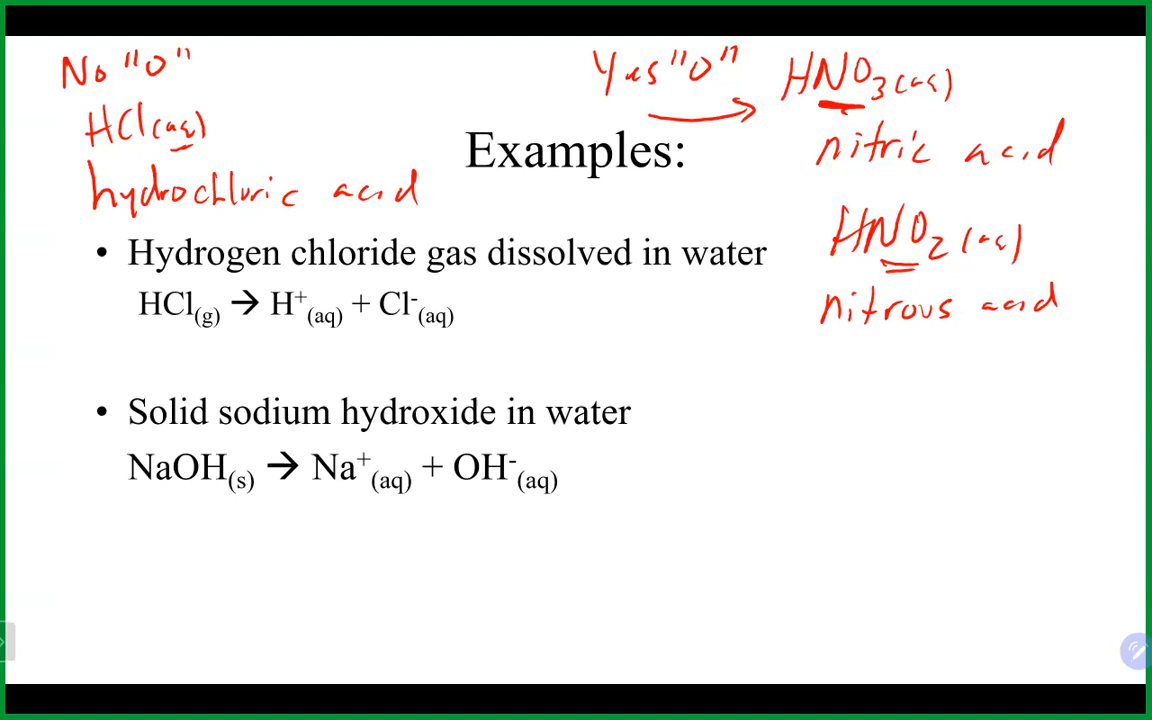 No "O"
HCl(aq)
hydrochloric acid
Yes "O"
HNO₃(aq)
nitric acid
HNO₂(aq)
nitrous acid
Examples:
• Hydrogen chloride gas dissolved in water
HCl(g) → H⁺(aq) + Cl⁻(aq)
• Solid sodium hydroxide in water
NaOH(s) → Na⁺(aq) + OH⁻(aq)